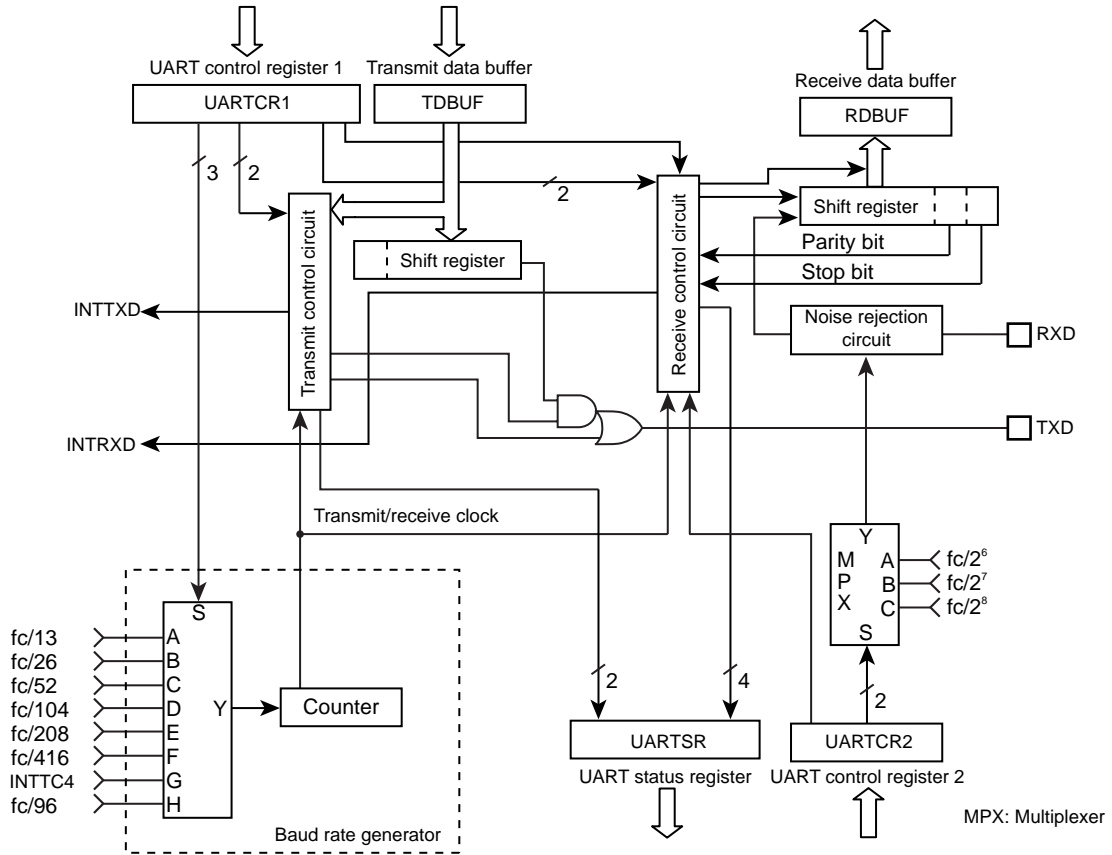 UART control register 1
Transmit data buffer
Receive data buffer
UARTCR1
TDBUF
RDBUF
3
2
2
Transmit control circuit
Shift register
Receive control circuit
Shift register
Parity bit
Stop bit
INTTXD
Noise rejection
circuit
RXD
INTRXD
TXD
Transmit/receive clock
Y
M
P
X
A
B
C
S
fc/2⁶
fc/2⁷
fc/2⁸
S
fc/13
A
fc/26
B
fc/52
C
fc/104
D
Y
Counter
fc/208
E
fc/416
F
INTTC4
G
fc/96
H
Baud rate generator
2
4
2
UARTSR
UARTCR2
UART status register
UART control register 2
MPX: Multiplexer